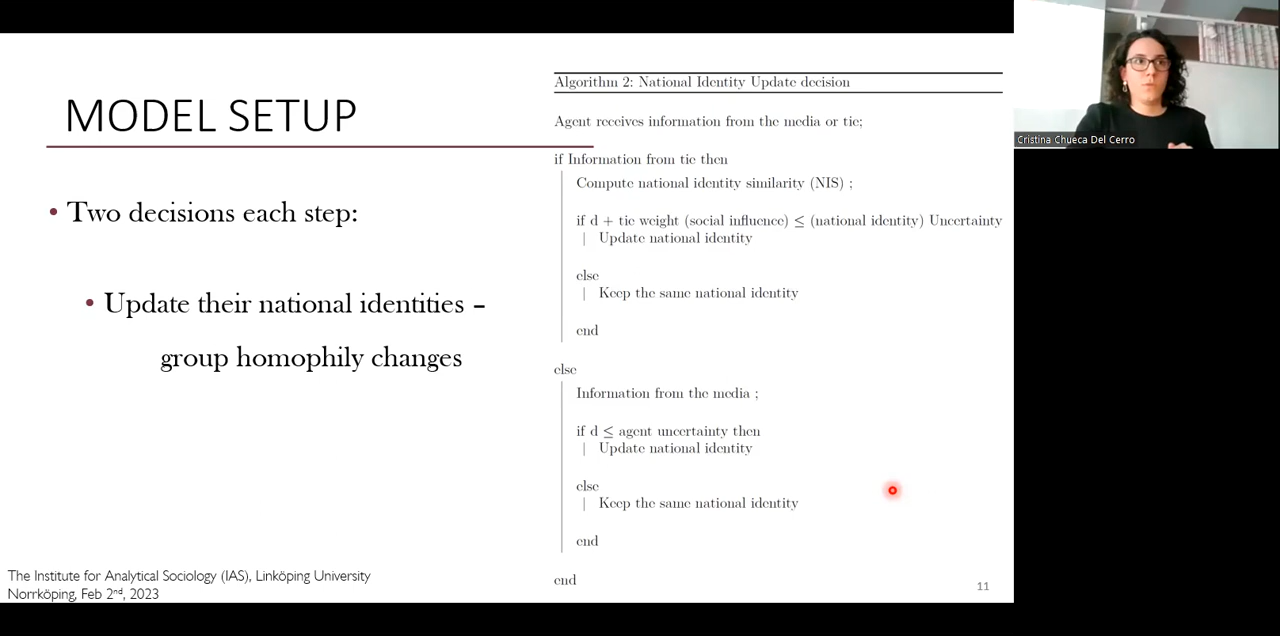 MODEL SETUP
• Two decisions each step:
• Update their national identities –
group homophily changes
Algorithm 2: National Identity Update decision
Agent receives information from the media or tie;
if Information from tie then
Compute national identity similarity (NIS) ;
if d + tie weight (social influence) ≤ (national identity) Uncertainty
Update national identity
else
Keep the same national identity
end
else
Information from the media ;
if d ≤ agent uncertainty then
Update national identity
else
Keep the same national identity
end
end
The Institute for Analytical Sociology (IAS), Linköping University
Norrköping, Feb 2nd, 2023
11
Cristina Chueca Del Cerro